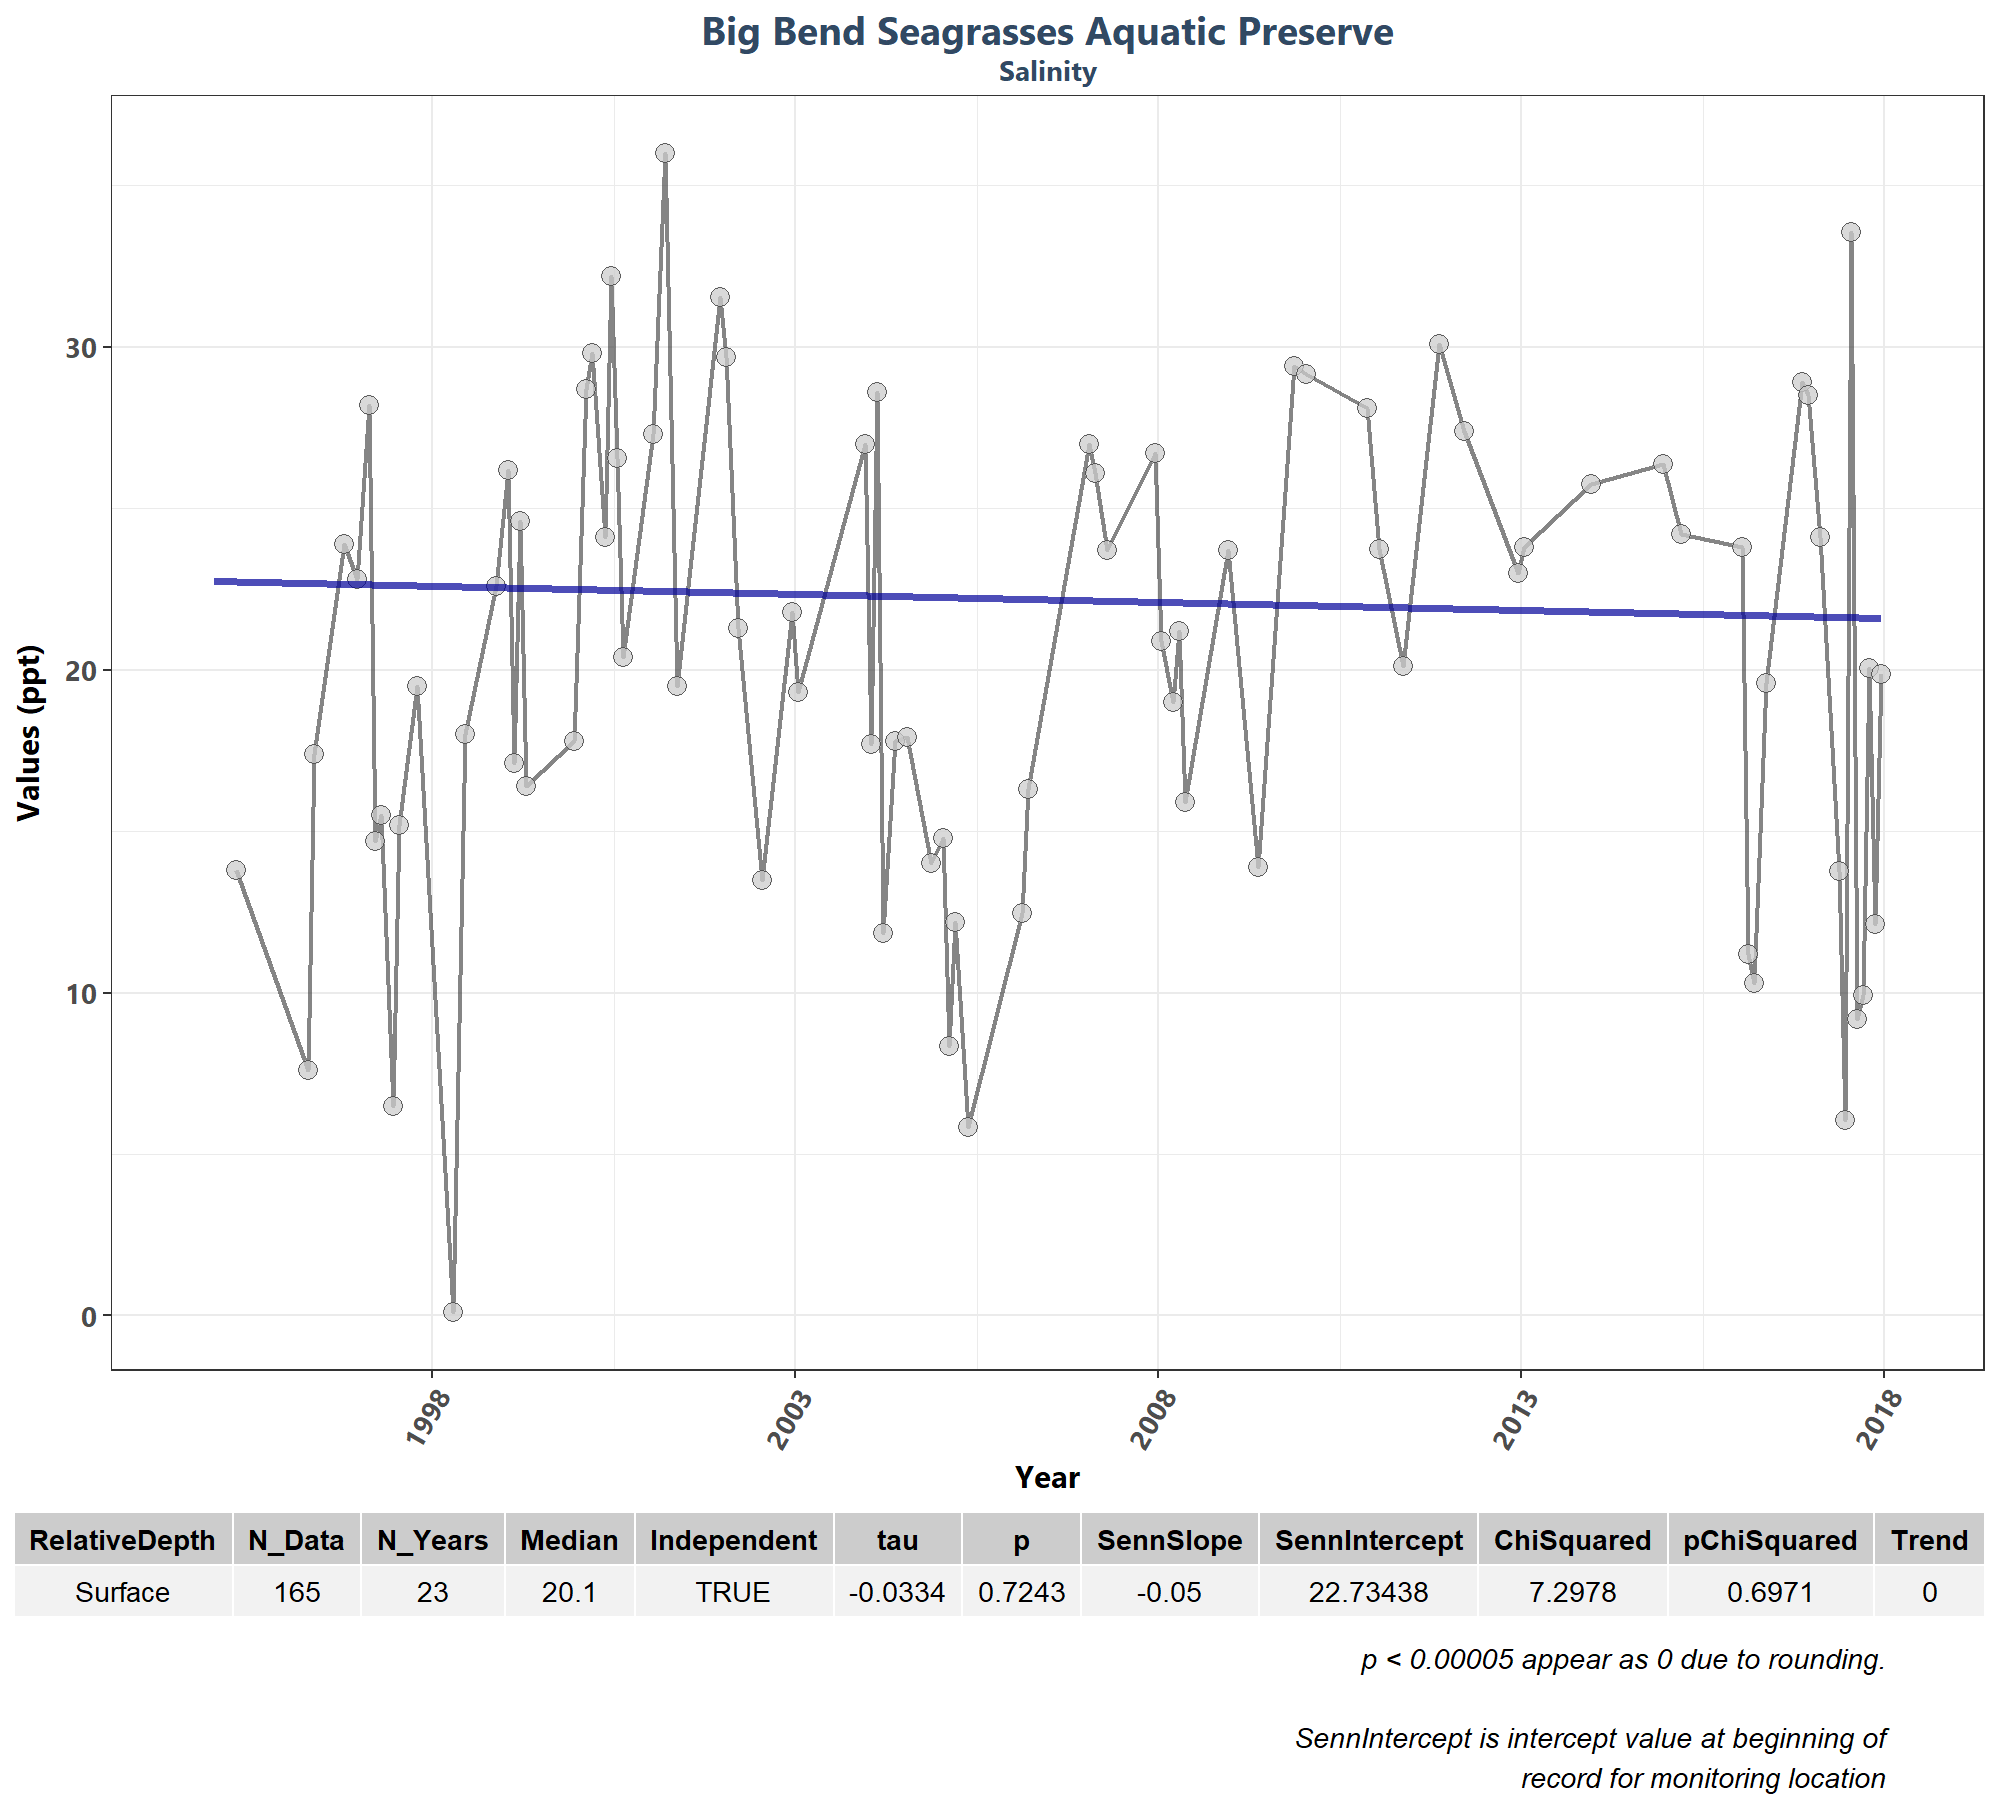 Big Bend Seagrasses Aquatic Preserve
Salinity
Values (ppt)
30
20
10
0
1998 2003 2008 2013 2018
Year
RelativeDepth N_Data N_Years Median Independent tau p SennSlope SennIntercept ChiSquared pChiSquared Trend
Surface 165 23 20.1 TRUE -0.0334 0.7243 -0.05 22.73438 7.2978 0.6971 0
p < 0.00005 appear as 0 due to rounding.
SennIntercept is intercept value at beginning of
record for monitoring location